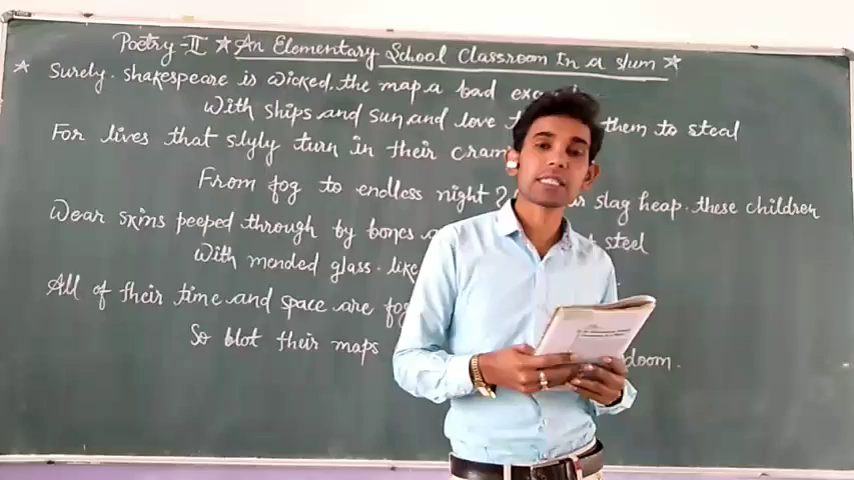 Poetry-II ★ An Elementary School Classroom In a slum ★
★ Surely. shakespeare is wicked. the map a bad
With ships and sun and love them to steal
For lives that slyly turn in their
From fog to endless night ? slag heap. these children
Wear skins peeped through by bones steel
With mended glass. like
All of their time and space are
So blot their maps doom.